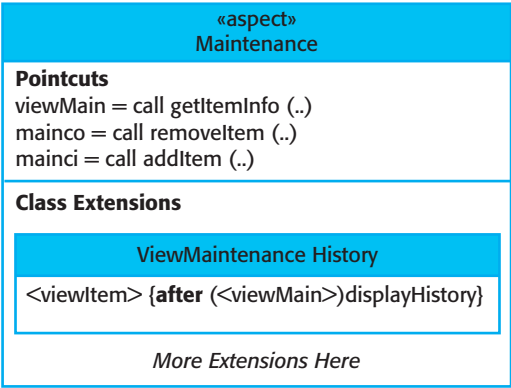 «aspect»
Maintenance
Pointcuts
viewMain = call getItemInfo (..)
mainco = call removeItem (..)
mainci = call addItem (..)
Class Extensions
ViewMaintenance History
<viewItem> {after (<viewMain>)displayHistory}
More Extensions Here